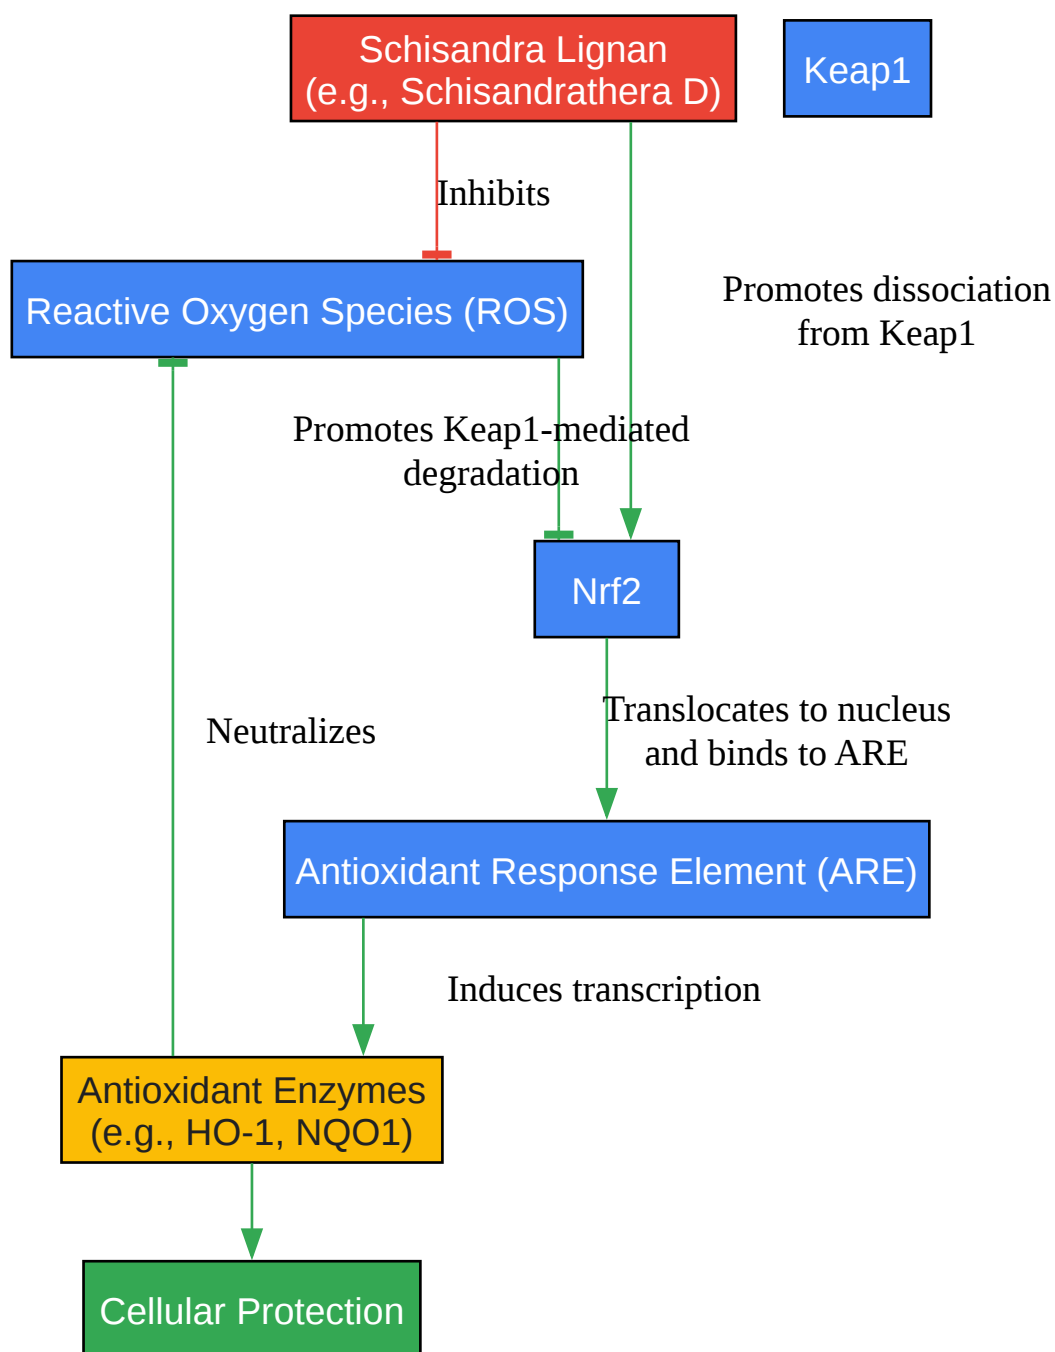 Schisandra Lignan
(e.g., Schisandrathera D)
Keap1
Inhibits
Reactive Oxygen Species (ROS)
Promotes dissociation
from Keap1
Promotes Keap1-mediated
degradation
Nrf2
Neutralizes
Translocates to nucleus
and binds to ARE
Antioxidant Response Element (ARE)
Induces transcription
Antioxidant Enzymes
(e.g., HO-1, NQO1)
Cellular Protection